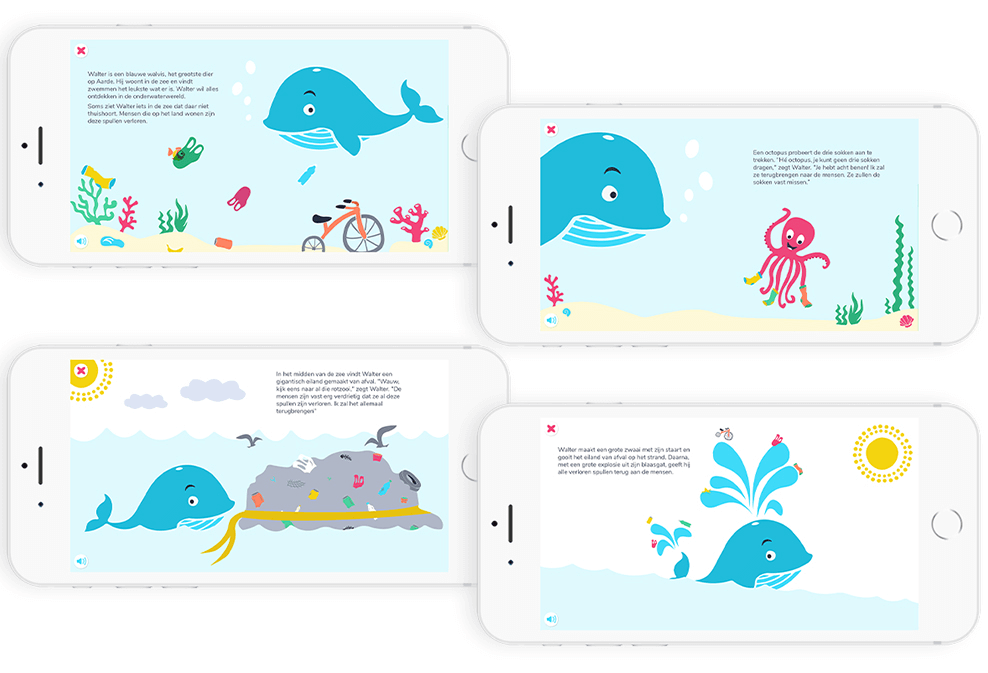 Walter is een blauwe walvis, het grootste dier
op Aarde. Hij woont in de zee en vindt
zwemmen het leukste wat er is. Walter wil alles
ontdekken in de onderwaterwereld.
Soms ziet Walter iets in de zee dat daar niet
thuishoort. Mensen die op het land wonen zijn
deze spullen verloren.
Een octopus probeert de drie sokken aan te
trekken. "Hé octopus, je kunt geen drie sokken
dragen," zegt Walter. "Je hebt acht benen! Ik zal
ze terugbrengen naar de mensen. Ze zullen de
sokken vast missen."
In het midden van de zee vindt Walter een
gigantisch eiland gemaakt van afval. "Wauw,
kijk eens naar al die rotzooi," zegt Walter. "De
mensen zijn vast erg verdrietig dat ze al deze
spullen zijn verloren. Ik zal het allemaal
terugbrengen"
Walter maakt een grote zwaai met zijn staart en
gooit het eiland van afval op het strand. Daarna,
met een grote explosie uit zijn blaasgat, geeft hij
alle verloren spullen terug aan de mensen.